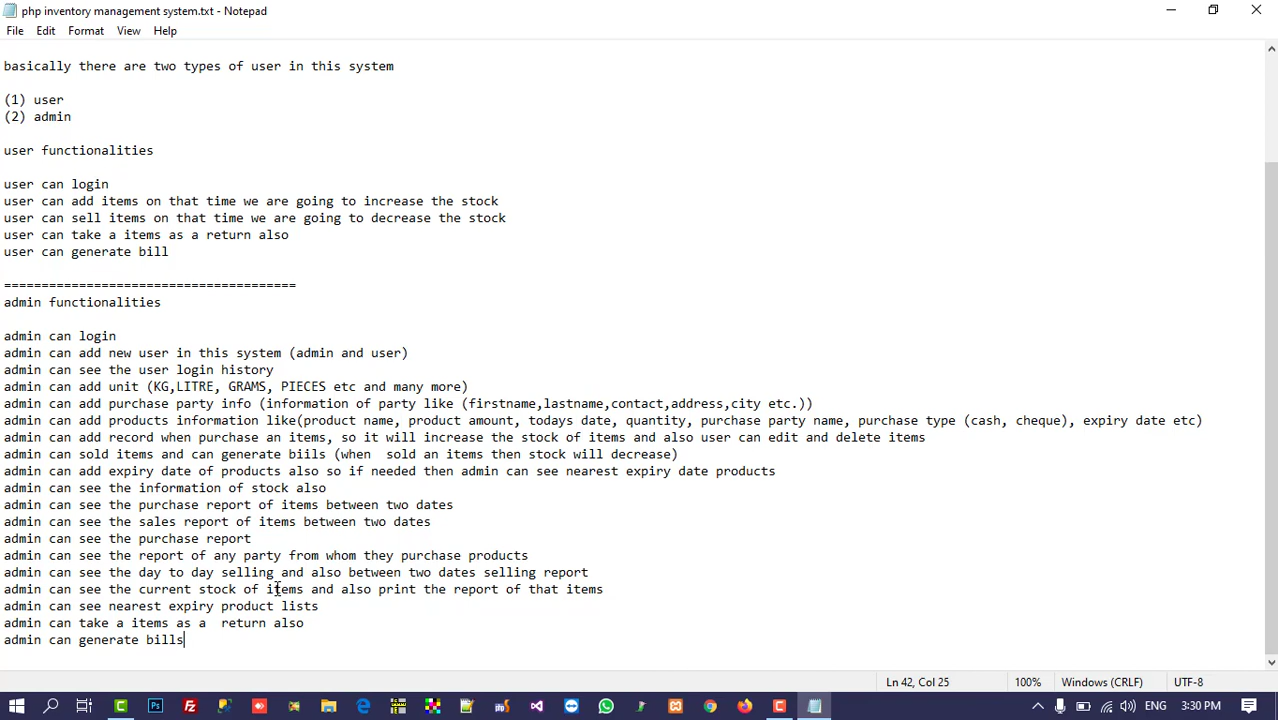 php inventory management system.txt - Notepad
File Edit Format View Help
basically there are two types of user in this system
(1) user
(2) admin
user functionalities
user can login
user can add items on that time we are going to increase the stock
user can sell items on that time we are going to decrease the stock
user can take a items as a return also
user can generate bill
=======================================
admin functionalities
admin can login
admin can add new user in this system (admin and user)
admin can see the user login history
admin can add unit (KG,LITRE, GRAMS, PIECES etc and many more)
admin can add purchase party info (information of party like (firstname,lastname,contact,address,city etc.))
admin can add products information like(product name, product amount, todays date, quantity, purchase party name, purchase type (cash, cheque), expiry date etc)
admin can add record when purchase an items, so it will increase the stock of items and also user can edit and delete items
admin can sold items and can generate biils (when  sold an items then stock will decrease)
admin can add expiry date of products also so if needed then admin can see nearest expiry date products
admin can see the information of stock also
admin can see the purchase report of items between two dates
admin can see the sales report of items between two dates
admin can see the purchase report
admin can see the report of any party from whom they purchase products
admin can see the day to day selling and also between two dates selling report
admin can see the current stock of items and also print the report of that items
admin can see nearest expiry product lists
admin can take a items as a  return also
admin can generate bills
Ln 42, Col 25 100% Windows (CRLF) UTF-8
ENG 3:30 PM